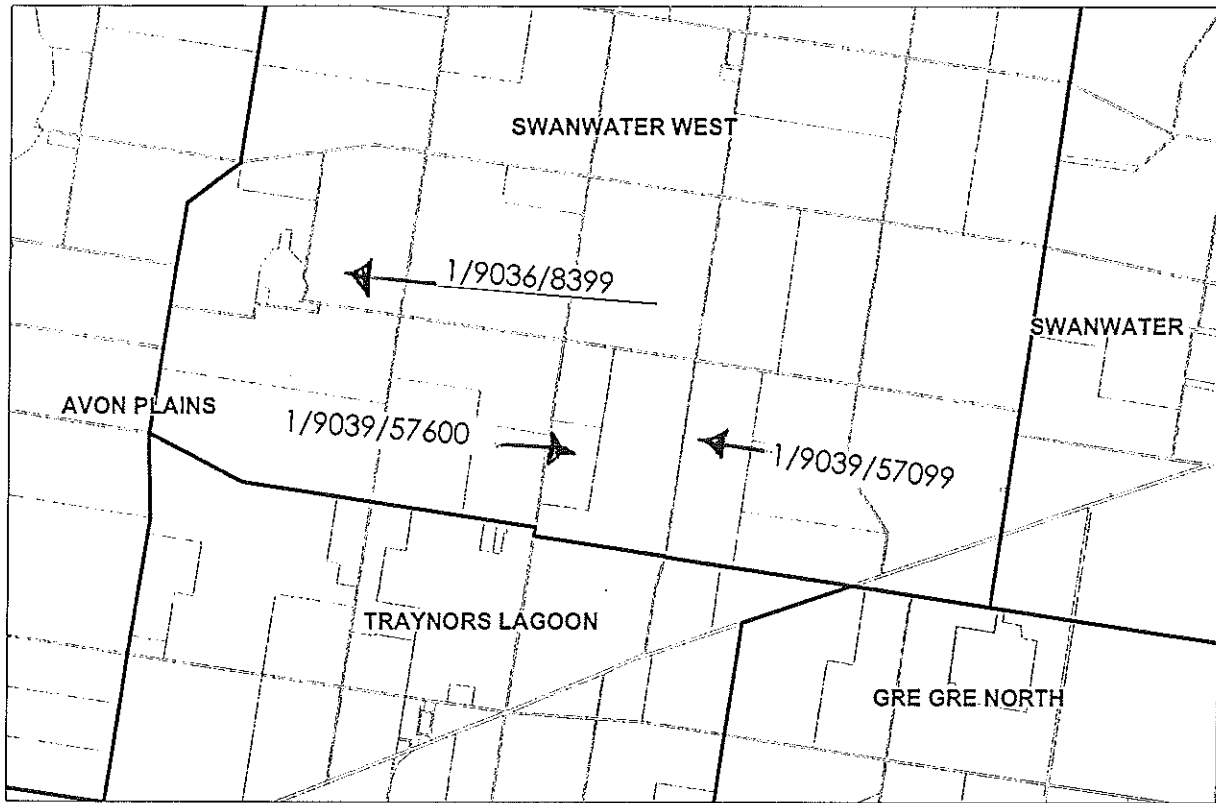 SWANWATER WEST
1/9036/8399
SWANWATER
AVON PLAINS
1/9039/57600
1/9039/57099
TRAYNORS LAGOON
GRE GRE NORTH